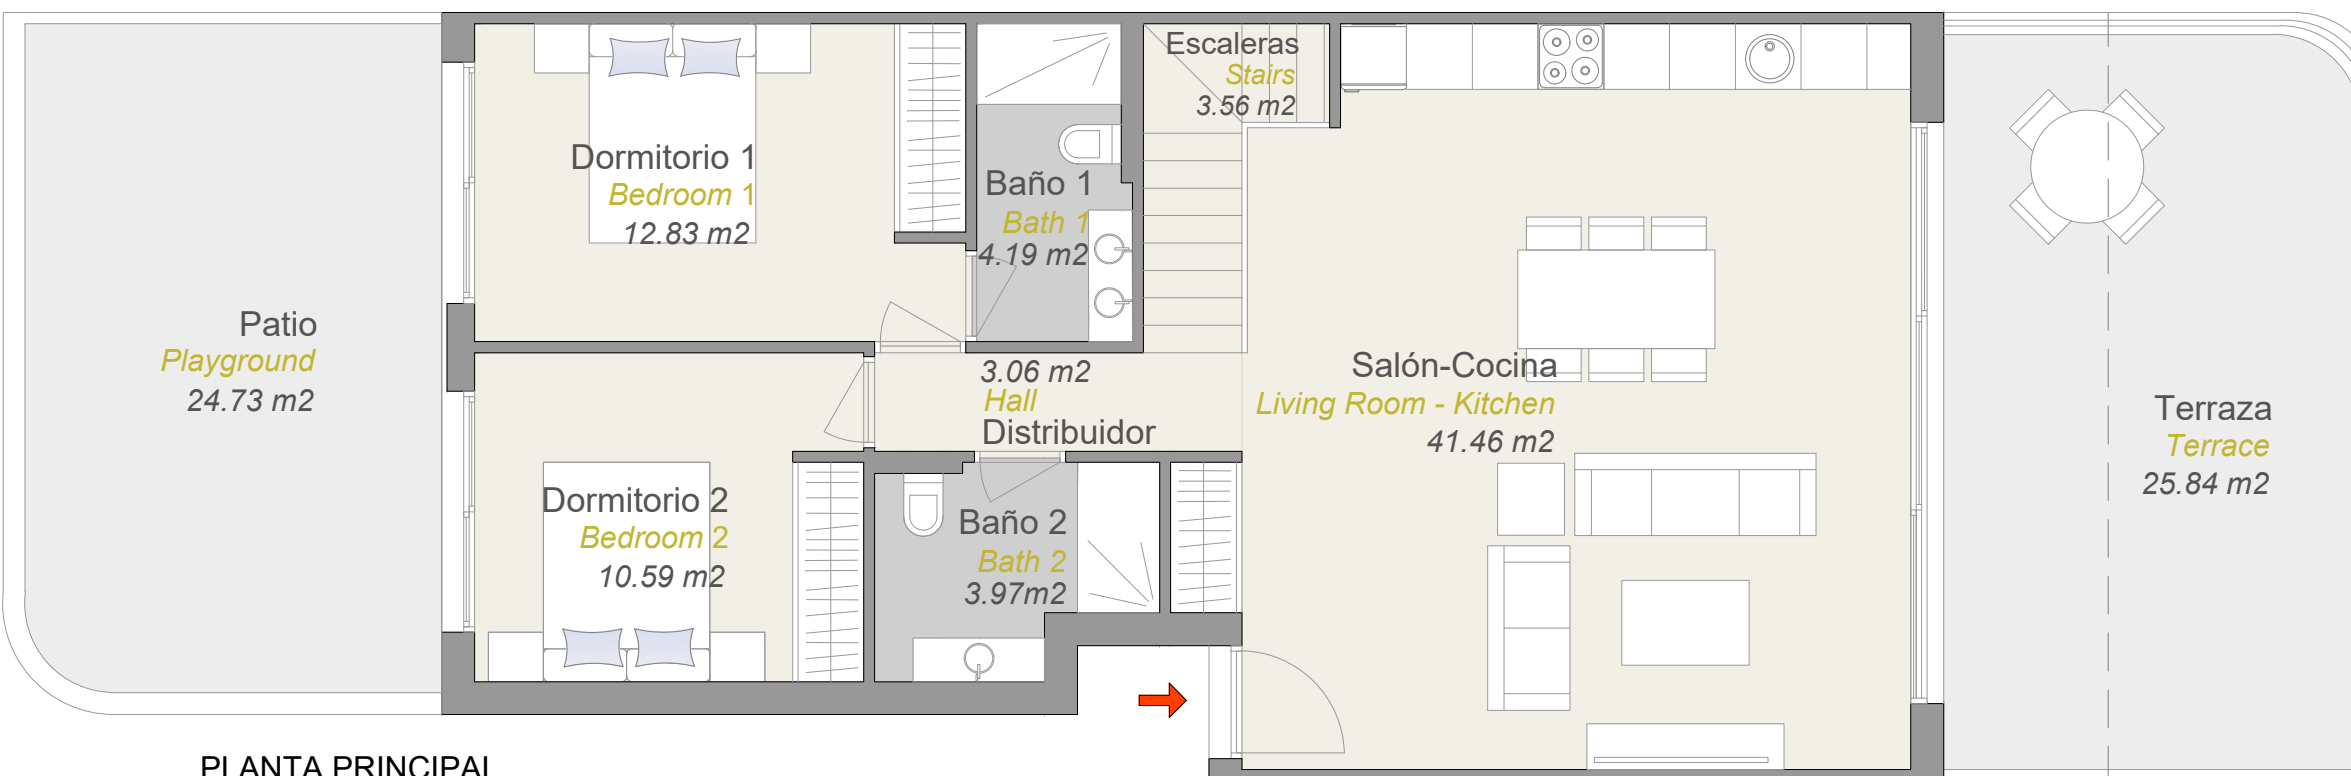 Patio
Playground
24.73 m2
Dormitorio 1
Bedroom 1
12.83 m2
Baño 1
Bath 1
4.19 m2
Escaleras
Stairs
3.56 m2
3.06 m2
Hall
Distribuidor
Salón-Cocina
Living Room - Kitchen
41.46 m2
Terraza
Terrace
25.84 m2
Dormitorio 2
Bedroom 2
10.59 m2
Baño 2
Bath 2
3.97m2
PLANTA PRINCIPAL